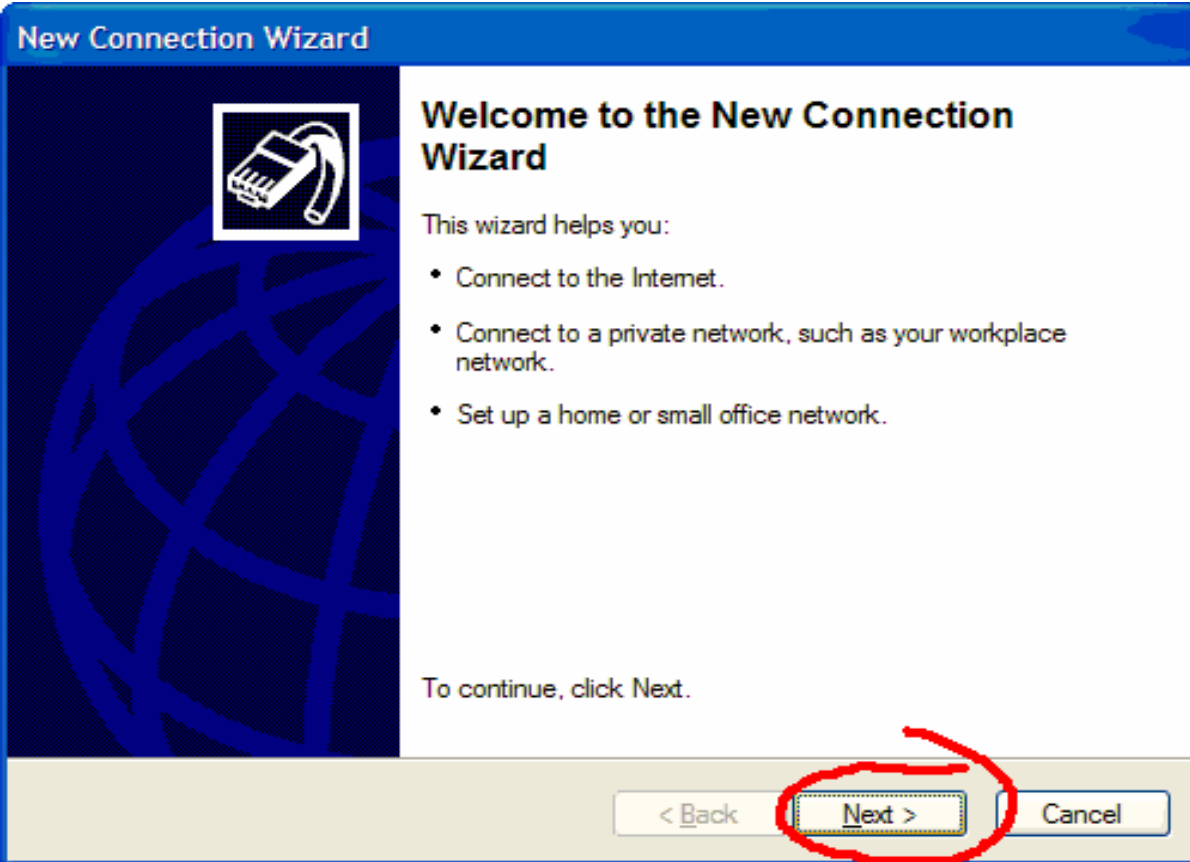 New Connection Wizard
Welcome to the New Connection
Wizard
This wizard helps you:
• Connect to the Internet.
• Connect to a private network, such as your workplace
network.
• Set up a home or small office network.
To continue, click Next.
< Back Next > Cancel